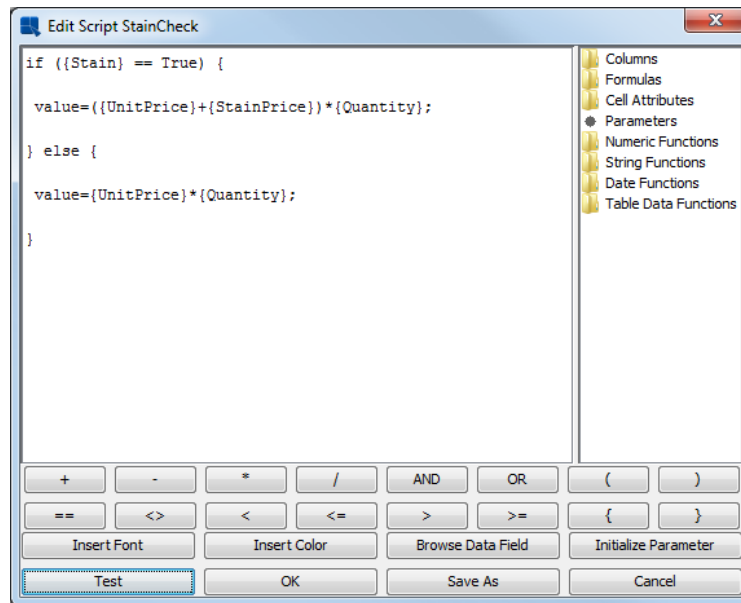 Edit Script StainCheck
if ({Stain} == True) {
value=({UnitPrice}+{StainPrice})*{Quantity};
} else {
value={UnitPrice}*{Quantity};
}
Columns
Formulas
Cell Attributes
Parameters
Numeric Functions
String Functions
Date Functions
Table Data Functions
+ - * / AND OR ( )
== <> < <= > >= { }
Insert Font Insert Color Browse Data Field Initialize Parameter
Test OK Save As Cancel